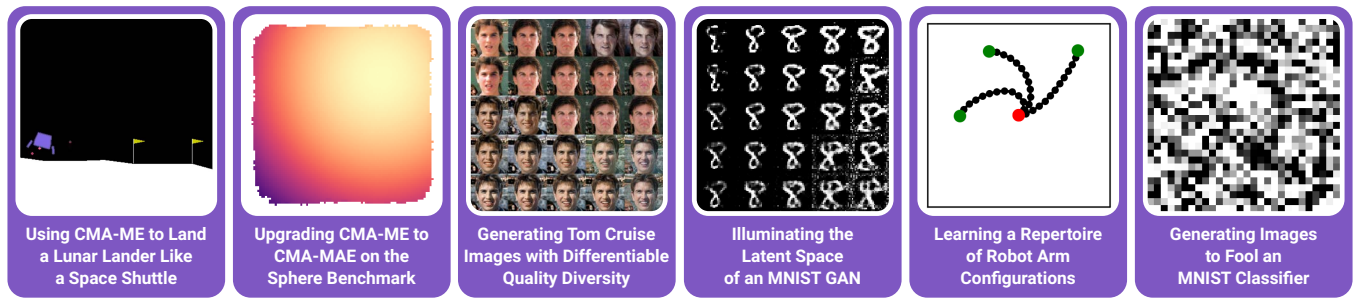 Using CMA-ME to Land
a Lunar Lander Like
a Space Shuttle
Upgrading CMA-ME to
CMA-MAE on the
Sphere Benchmark
Generating Tom Cruise
Images with Differentiable
Quality Diversity
Illuminating the
Latent Space
of an MNIST GAN
Learning a Repertoire
of Robot Arm
Configurations
Generating Images
to Fool an
MNIST Classifier